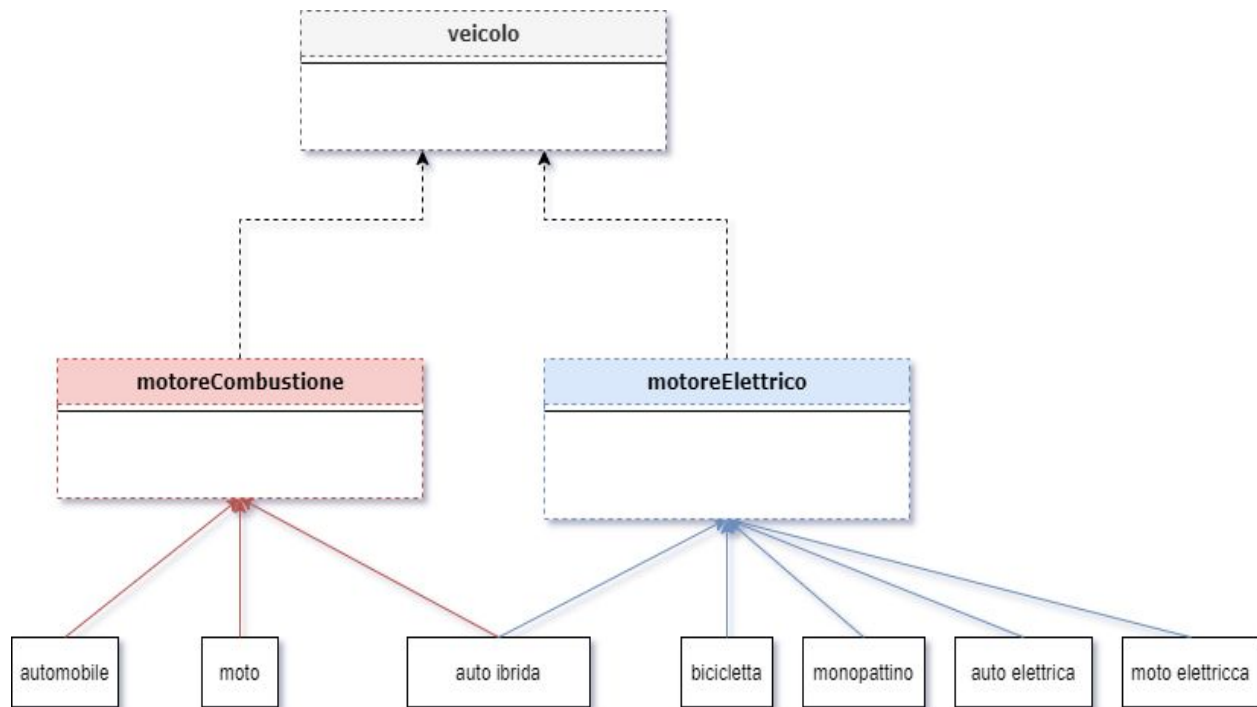 veicolo
motoreCombustione
motoreElettrico
automobile
moto
auto ibrida
bicicletta
monopattino
auto elettrica
moto elettricca